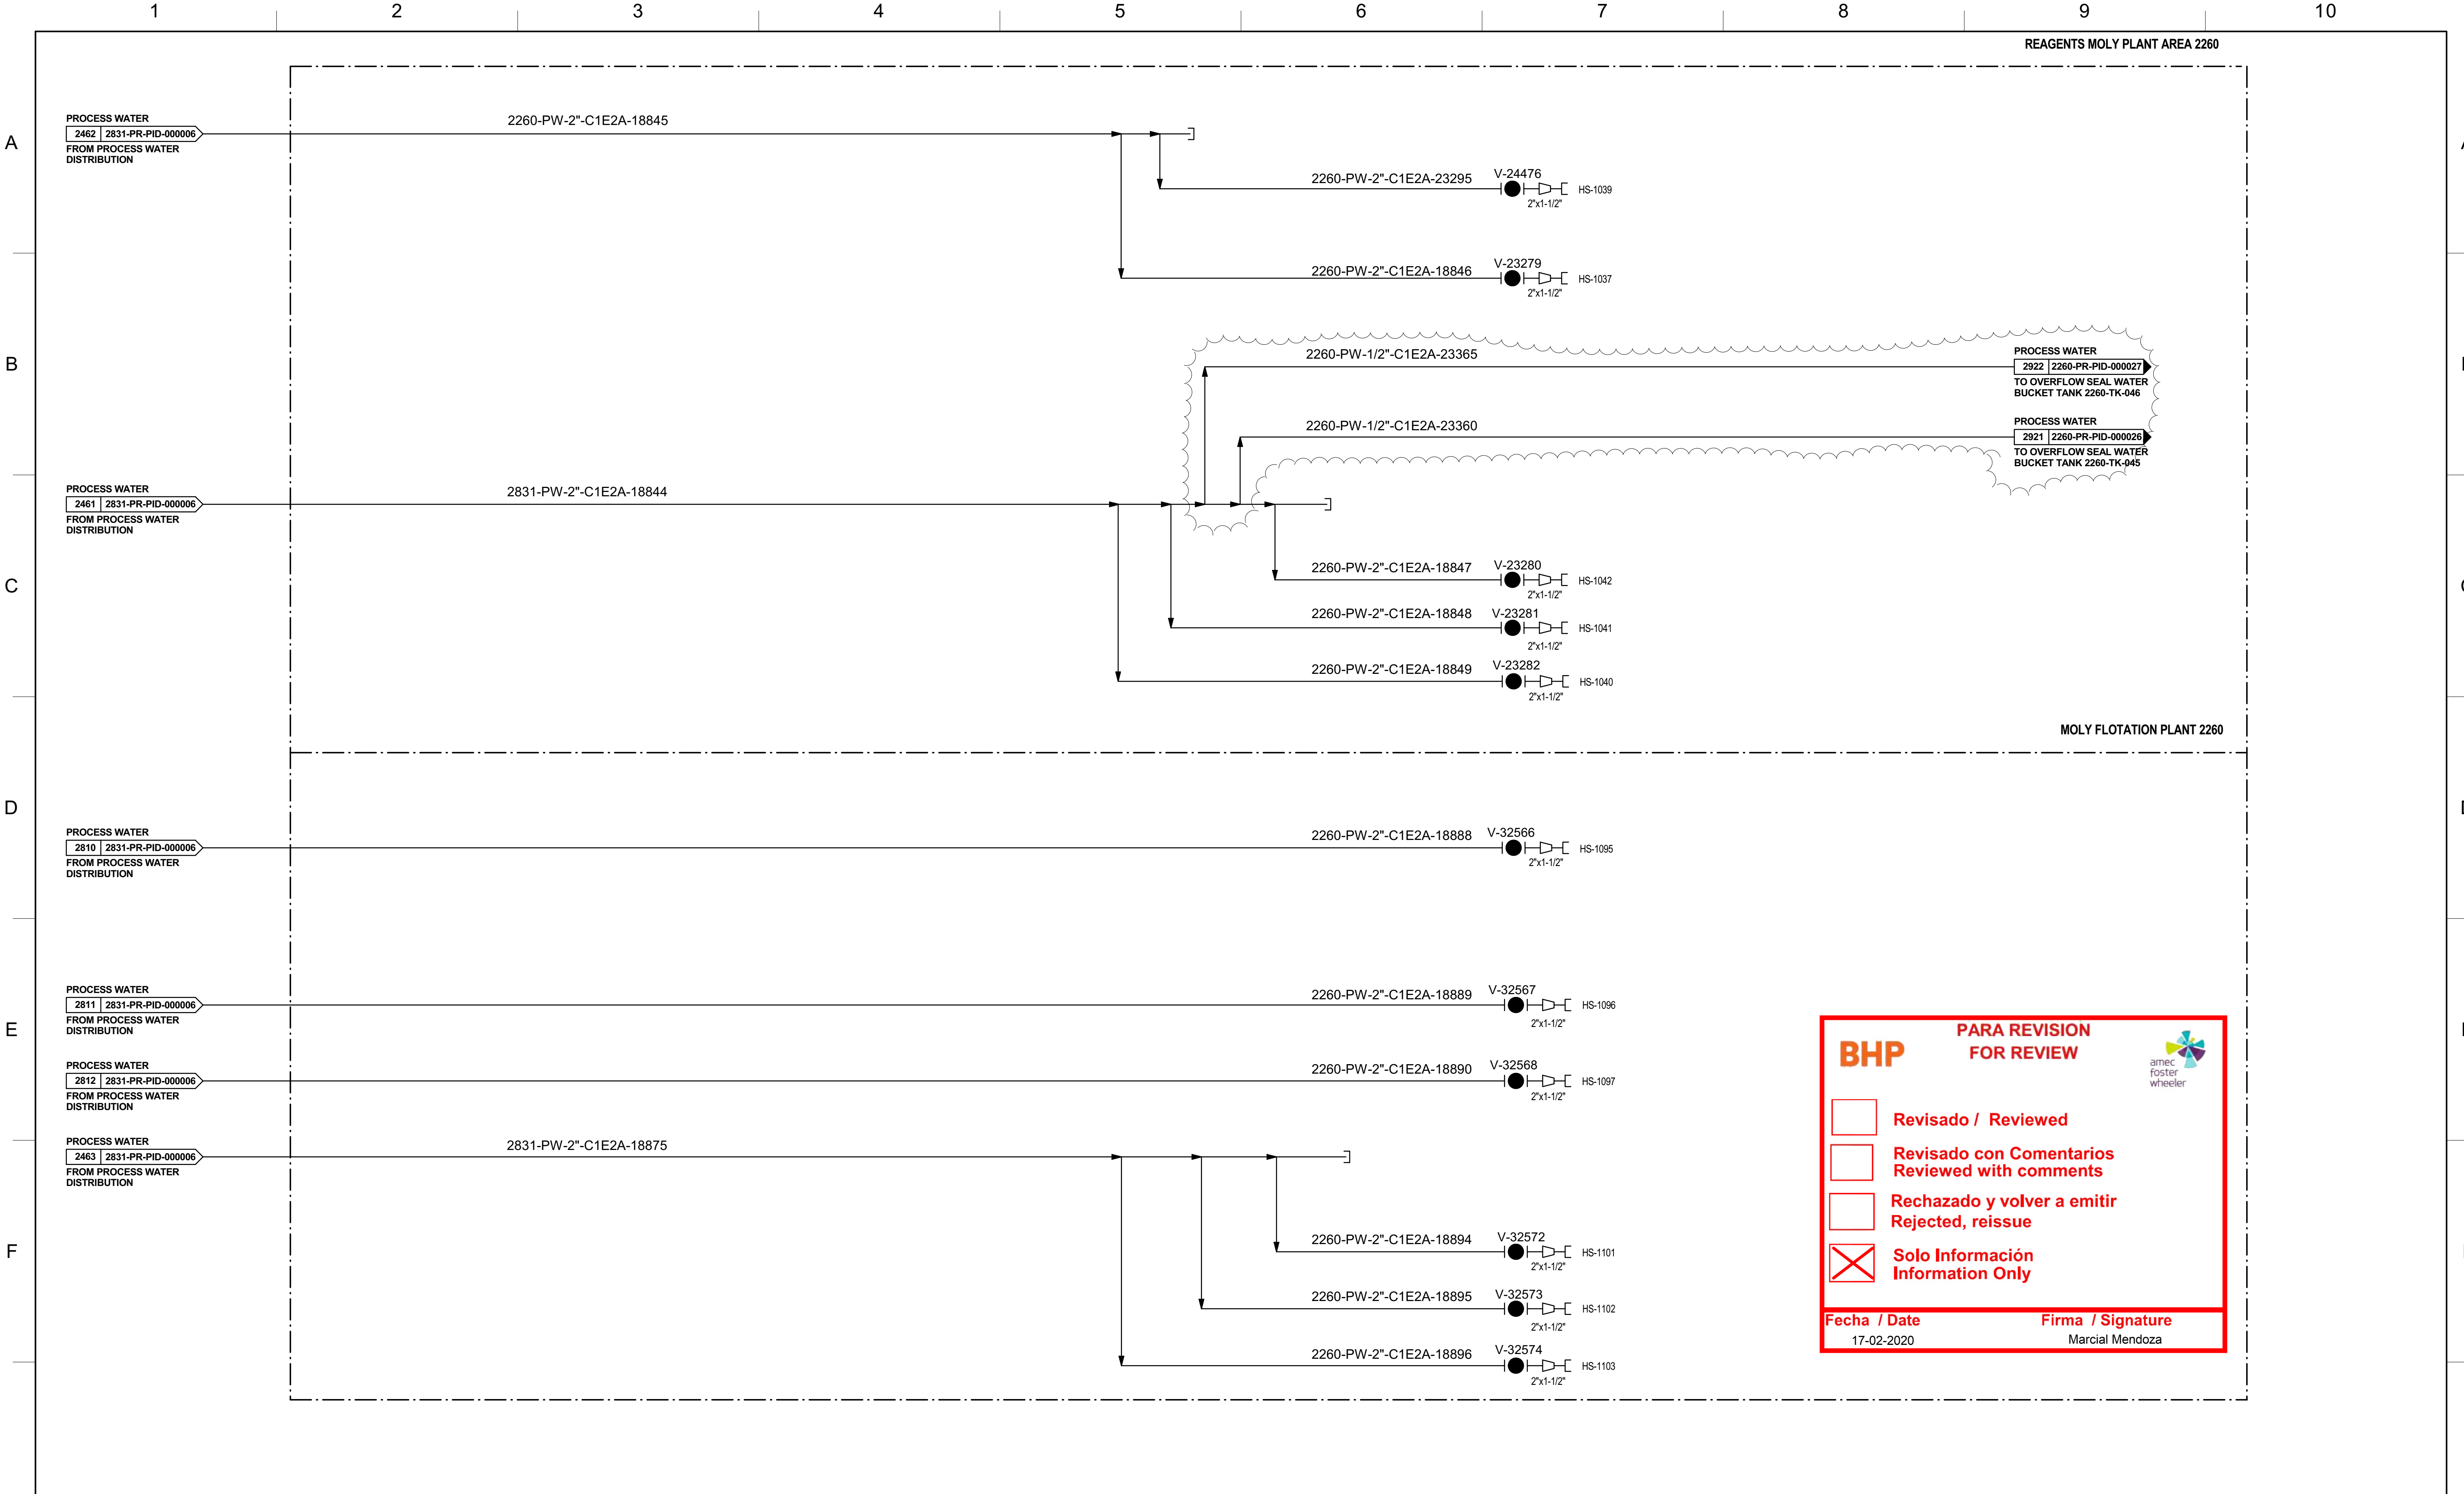 1 2 3 4 5 6 7 8 9 10
REAGENTS MOLY PLANT AREA 2260
A
PROCESS WATER
2462 2831-PR-PID-000006
FROM PROCESS WATER
DISTRIBUTION
2260-PW-2"-C1E2A-18845
2260-PW-2"-C1E2A-23295 V-24476
HS-1039
2"x1-1/2"
2260-PW-2"-C1E2A-18846 V-23279
HS-1037
2"x1-1/2"
B
2260-PW-1/2"-C1E2A-23365
PROCESS WATER
2922 2260-PR-PID-000027
TO OVERFLOW SEAL WATER
BUCKET TANK 2260-TK-046
2260-PW-1/2"-C1E2A-23360
PROCESS WATER
2921 2260-PR-PID-000026
TO OVERFLOW SEAL WATER
BUCKET TANK 2260-TK-045
PROCESS WATER
2461 2831-PR-PID-000006
FROM PROCESS WATER
DISTRIBUTION
2831-PW-2"-C1E2A-18844
C
2260-PW-2"-C1E2A-18847 V-23280
HS-1042
2"x1-1/2"
2260-PW-2"-C1E2A-18848 V-23281
HS-1041
2"x1-1/2"
2260-PW-2"-C1E2A-18849 V-23282
HS-1040
2"x1-1/2"
MOLY FLOTATION PLANT 2260
D
PROCESS WATER
2810 2831-PR-PID-000006
FROM PROCESS WATER
DISTRIBUTION
2260-PW-2"-C1E2A-18888 V-32566
HS-1095
2"x1-1/2"
E
PROCESS WATER
2811 2831-PR-PID-000006
FROM PROCESS WATER
DISTRIBUTION
2260-PW-2"-C1E2A-18889 V-32567
HS-1096
2"x1-1/2"
PROCESS WATER
2812 2831-PR-PID-000006
FROM PROCESS WATER
DISTRIBUTION
2260-PW-2"-C1E2A-18890 V-32568
HS-1097
2"x1-1/2"
PROCESS WATER
2463 2831-PR-PID-000006
FROM PROCESS WATER
DISTRIBUTION
2831-PW-2"-C1E2A-18875
F
2260-PW-2"-C1E2A-18894 V-32572
HS-1101
2"x1-1/2"
2260-PW-2"-C1E2A-18895 V-32573
HS-1102
2"x1-1/2"
2260-PW-2"-C1E2A-18896 V-32574
HS-1103
2"x1-1/2"
BHP
PARA REVISION
FOR REVIEW
amec
foster
wheeler
Revisado / Reviewed
Revisado con Comentarios
Reviewed with comments
Rechazado y volver a emitir
Rejected, reissue
Solo Información
Information Only
Fecha / Date Firma / Signature
17-02-2020 Marcial Mendoza